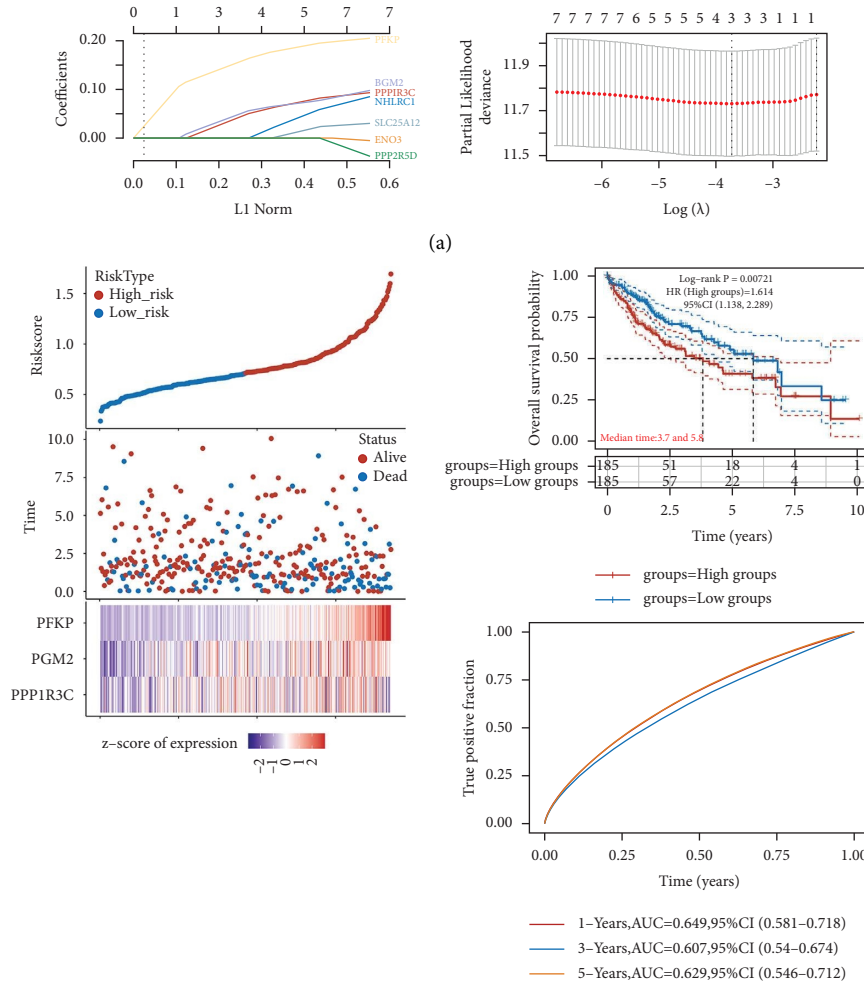 0 1 3 4 5 7 7
0.20
0.10
0.00
Coefficients
PFKP
BGM2
PPPIR3C
NHLRC1
SLC25A12
ENO3
PPP2R5D
0.0 0.1 0.2 0.3 0.4 0.5 0.6
L1 Norm
7 7 7 7 7 6 5 5 5 4 3 3 3 1 1 1
11.9
11.7
11.5
Partial Likelihood
deviance
−6 −5 −4 −3
Log (λ)
(a)
RiskType
High_risk
Low_risk
1.5
1.0
0.5
Riskscore
Status
Alive
Dead
10.0
7.5
5.0
2.5
0.0
Time
PFKP
PGM2
PPP1R3C
z−score of expression
−2 −1 0 1 2
1.00
0.75
0.50
0.25
0.00
Overall survival probability
Log−rank P = 0.00721
HR (High groups)=1.614
95%CI (1.138, 2.289)
Median time:3.7 and 5.8
groups=High groups 185 51 18 4 1
groups=Low groups 185 57 22 4 0
0 2.5 5 7.5 10
Time (years)
groups=High groups
groups=Low groups
1.00
0.75
0.50
0.25
0.00
True positive fraction
0.00 0.25 0.50 0.75 1.00
Time (years)
1−Years,AUC=0.649,95%CI (0.581−0.718)
3−Years,AUC=0.607,95%CI (0.54−0.674)
5−Years,AUC=0.629,95%CI (0.546−0.712)